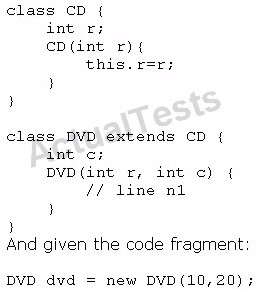 class CD {
    int r;
    CD(int r){
        this.r=r;
    }
}
ActualTests
class DVD extends CD {
    int c;
    DVD(int r, int c) {
        // line n1
    }
}
And given the code fragment:
DVD dvd = new DVD(10,20);